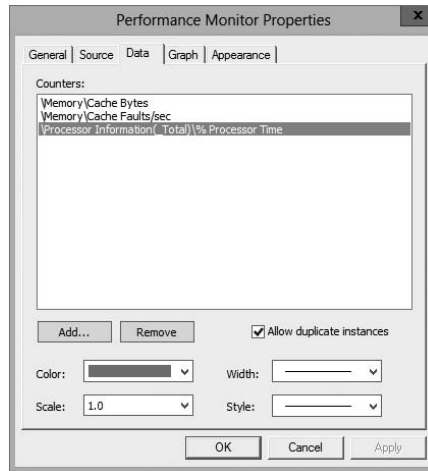 Performance Monitor Properties
x
General Source Data Graph Appearance
Counters:
\Memory\Cache Bytes
\Memory\Cache Faults/sec
\Processor Information(_Total)\% Processor Time
Add... Remove Allow duplicate instances
Color: Width:
Scale: 1.0 Style:
OK Cancel Apply